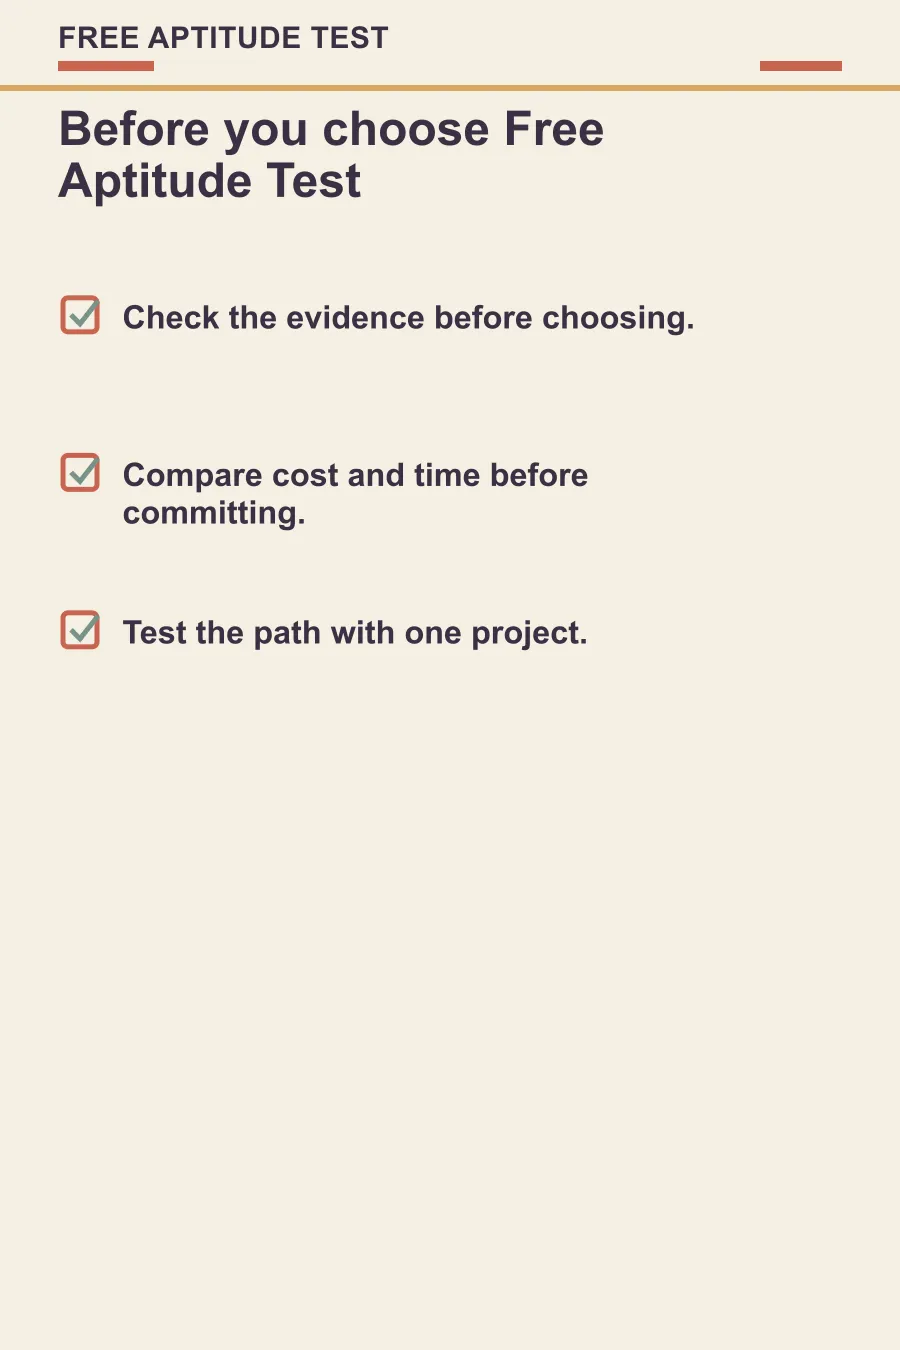 FREE APTITUDE TEST
Before you choose Free
Aptitude Test
Check the evidence before choosing.
Compare cost and time before
committing.
Test the path with one project.